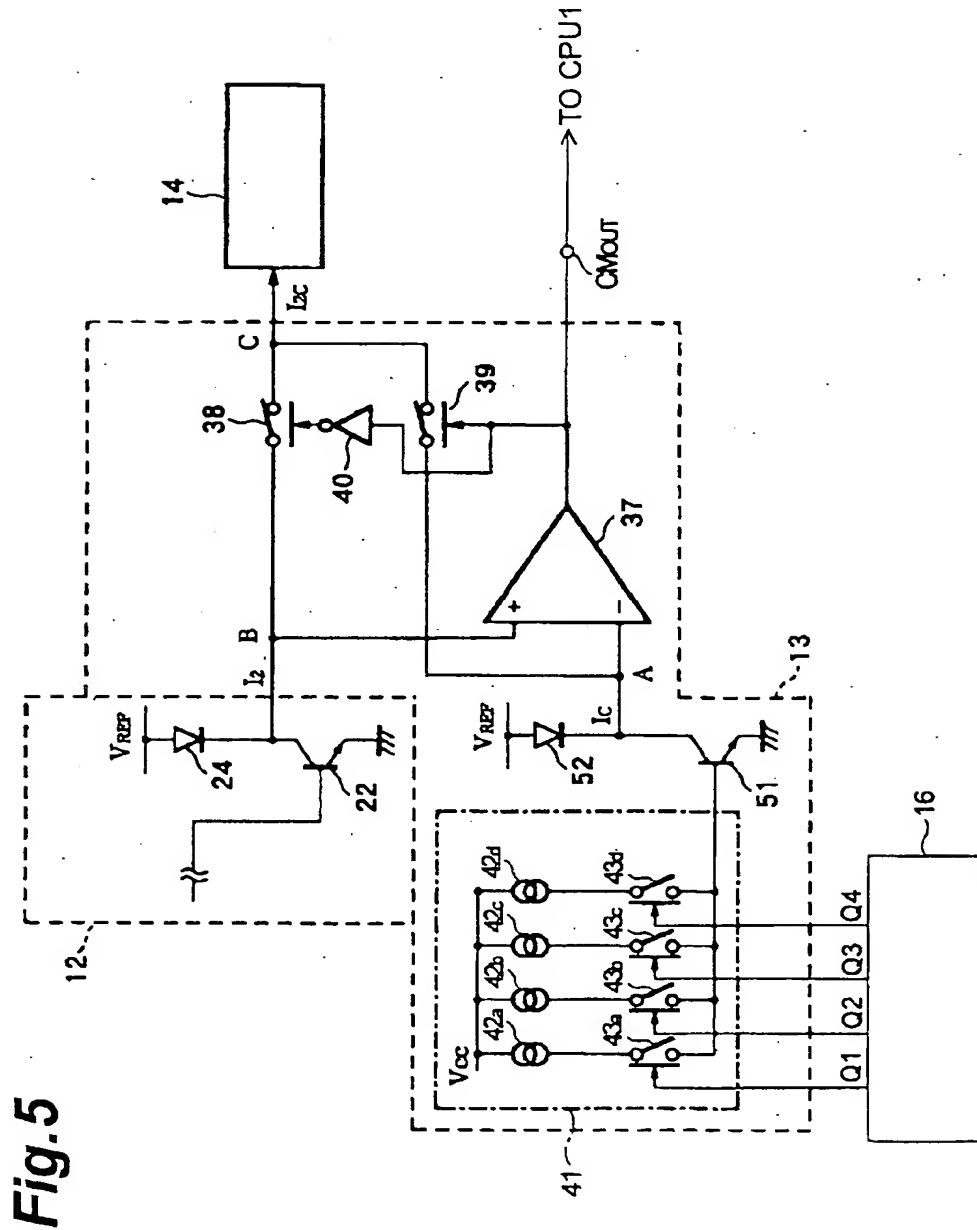 Fig.5
12
VREF
24
22
I2
B
38
C
I2C
14
40
39
37
+
−
CMOUT
TO CPU1
VREF
52
IC
A
51
13
41
VCC
42a
42b
42c
42d
43a
43b
43c
43d
Q1
Q2
Q3
Q4
16